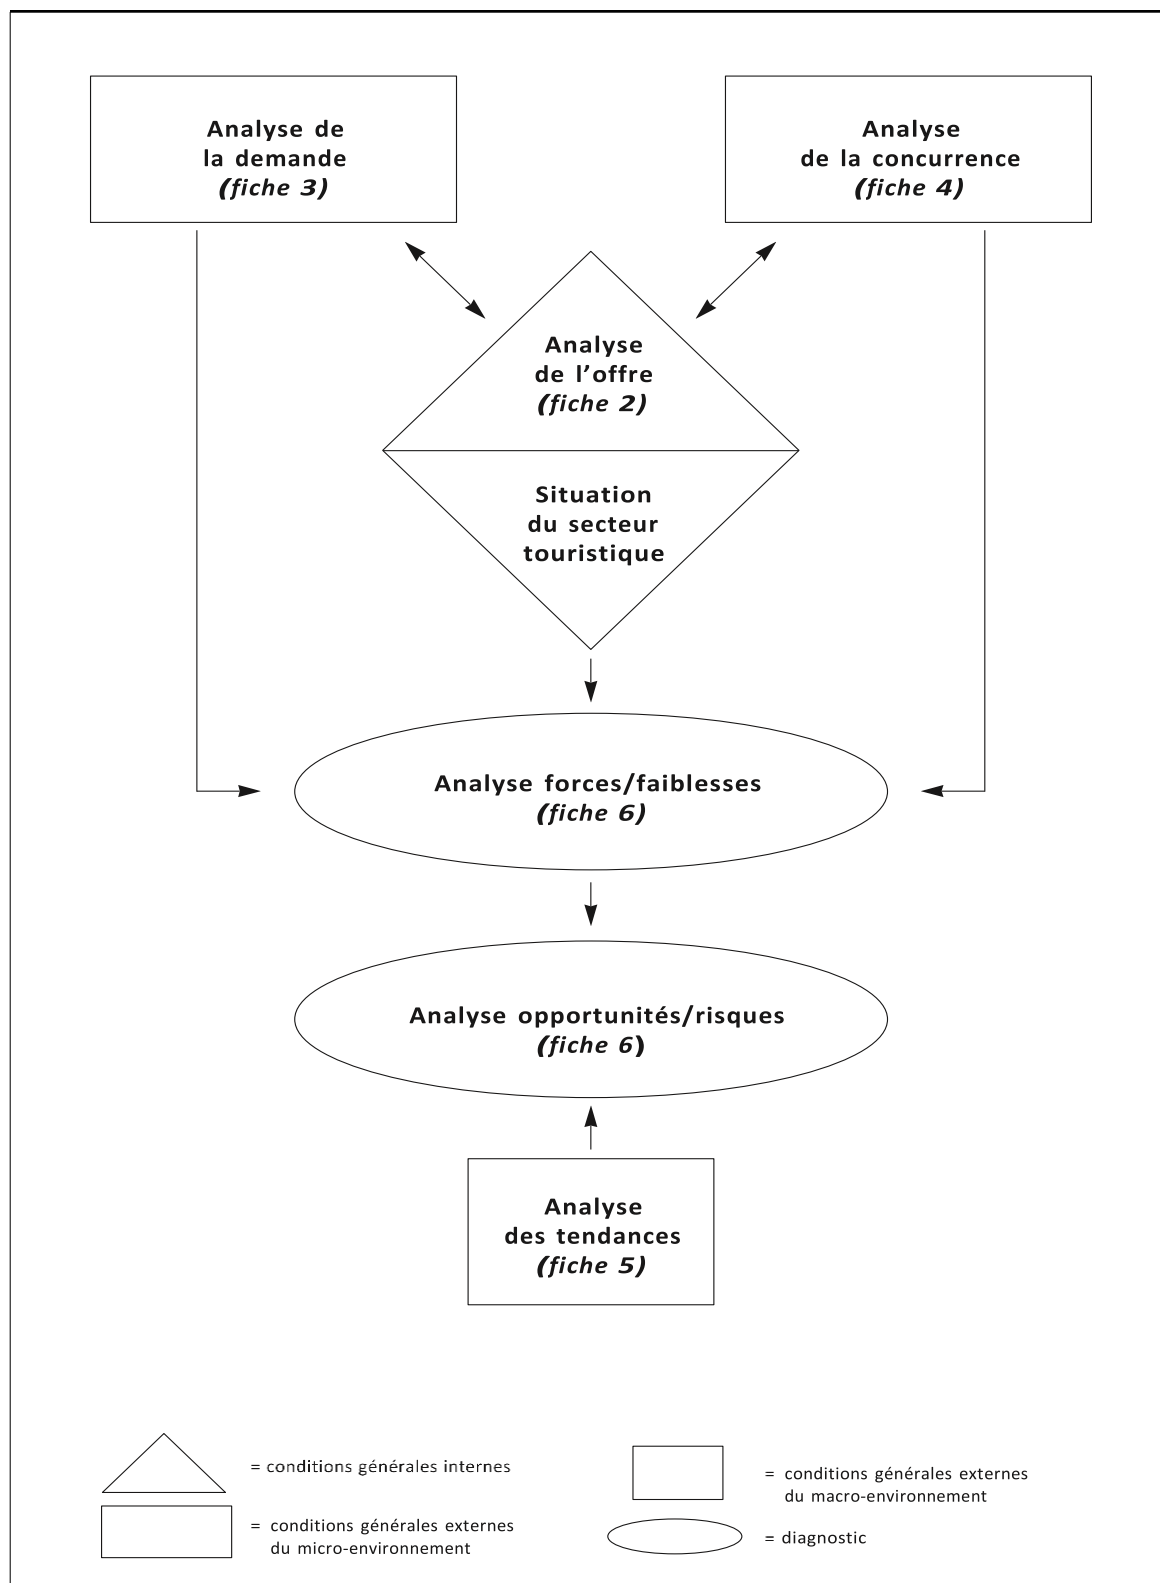 Analyse de
la demande
(fiche 3)
Analyse
de la concurrence
(fiche 4)
Analyse
de l’offre
(fiche 2)
Situation
du secteur
touristique
Analyse forces/faiblesses
(fiche 6)
Analyse opportunités/risques
(fiche 6)
Analyse
des tendances
(fiche 5)
= conditions générales internes
= conditions générales externes
du micro-environnement
= conditions générales externes
du macro-environnement
= diagnostic